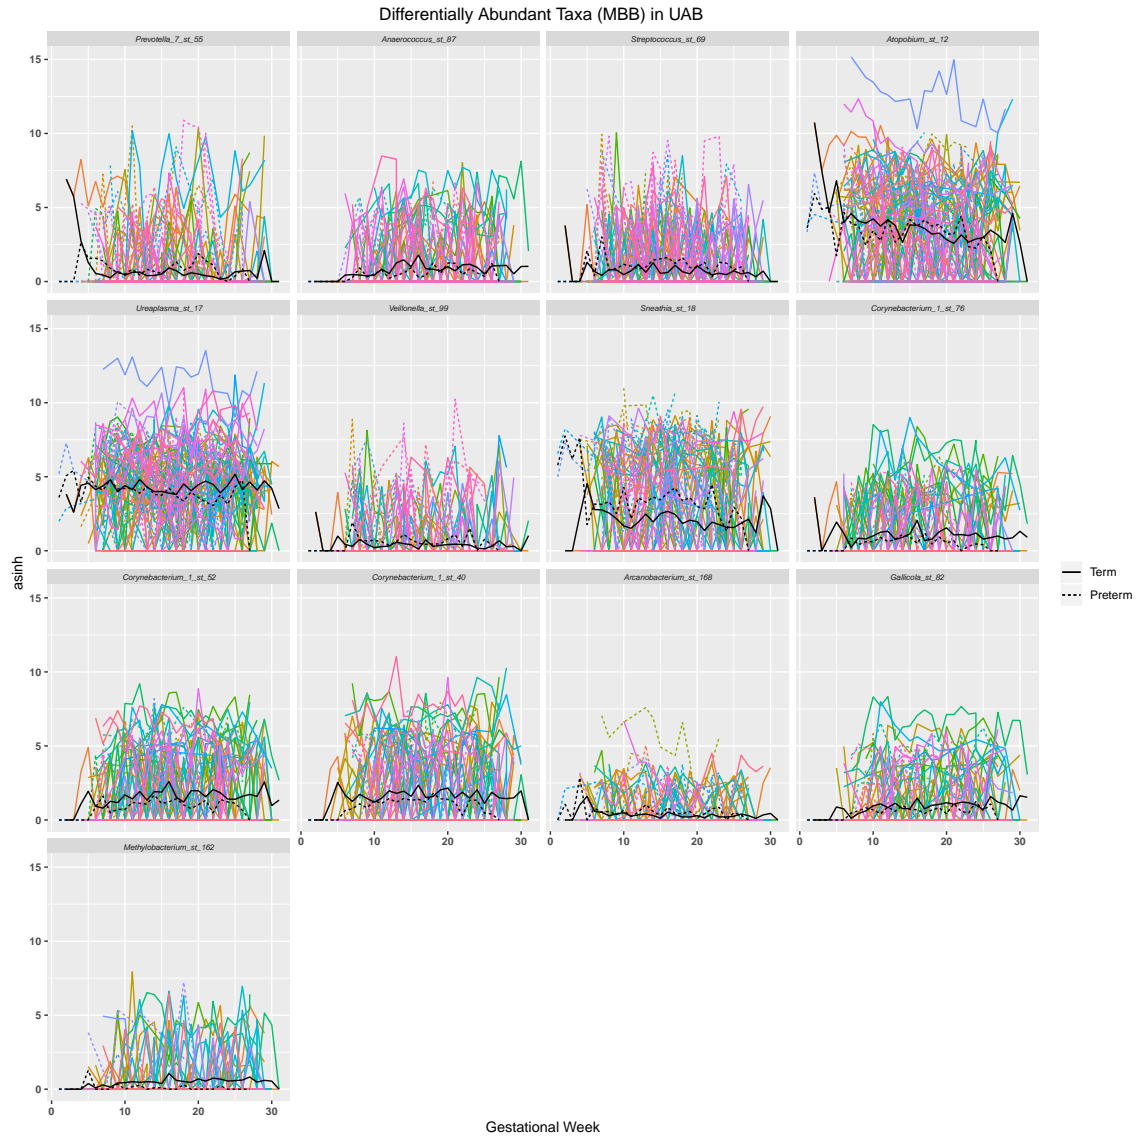 Differentially Abundant Taxa (MBB) in UAB
Prevotella_7_st_55 Anaerococcus_st_87 Streptococcus_st_69 Atopobium_st_12
15
10
5
0
Ureaplasma_st_17 Veillonella_st_99 Sneathia_st_18 Corynebacterium_1_st_76
15
10
5
0
asinh
Term
Preterm
Corynebacterium_1_st_52 Corynebacterium_1_st_40 Arcanobacterium_st_168 Gallicola_st_82
15
10
5
0
0 10 20 30 0 10 20 30 0 10 20 30
Methylobacterium_st_162
15
10
5
0
0 10 20 30
Gestational Week